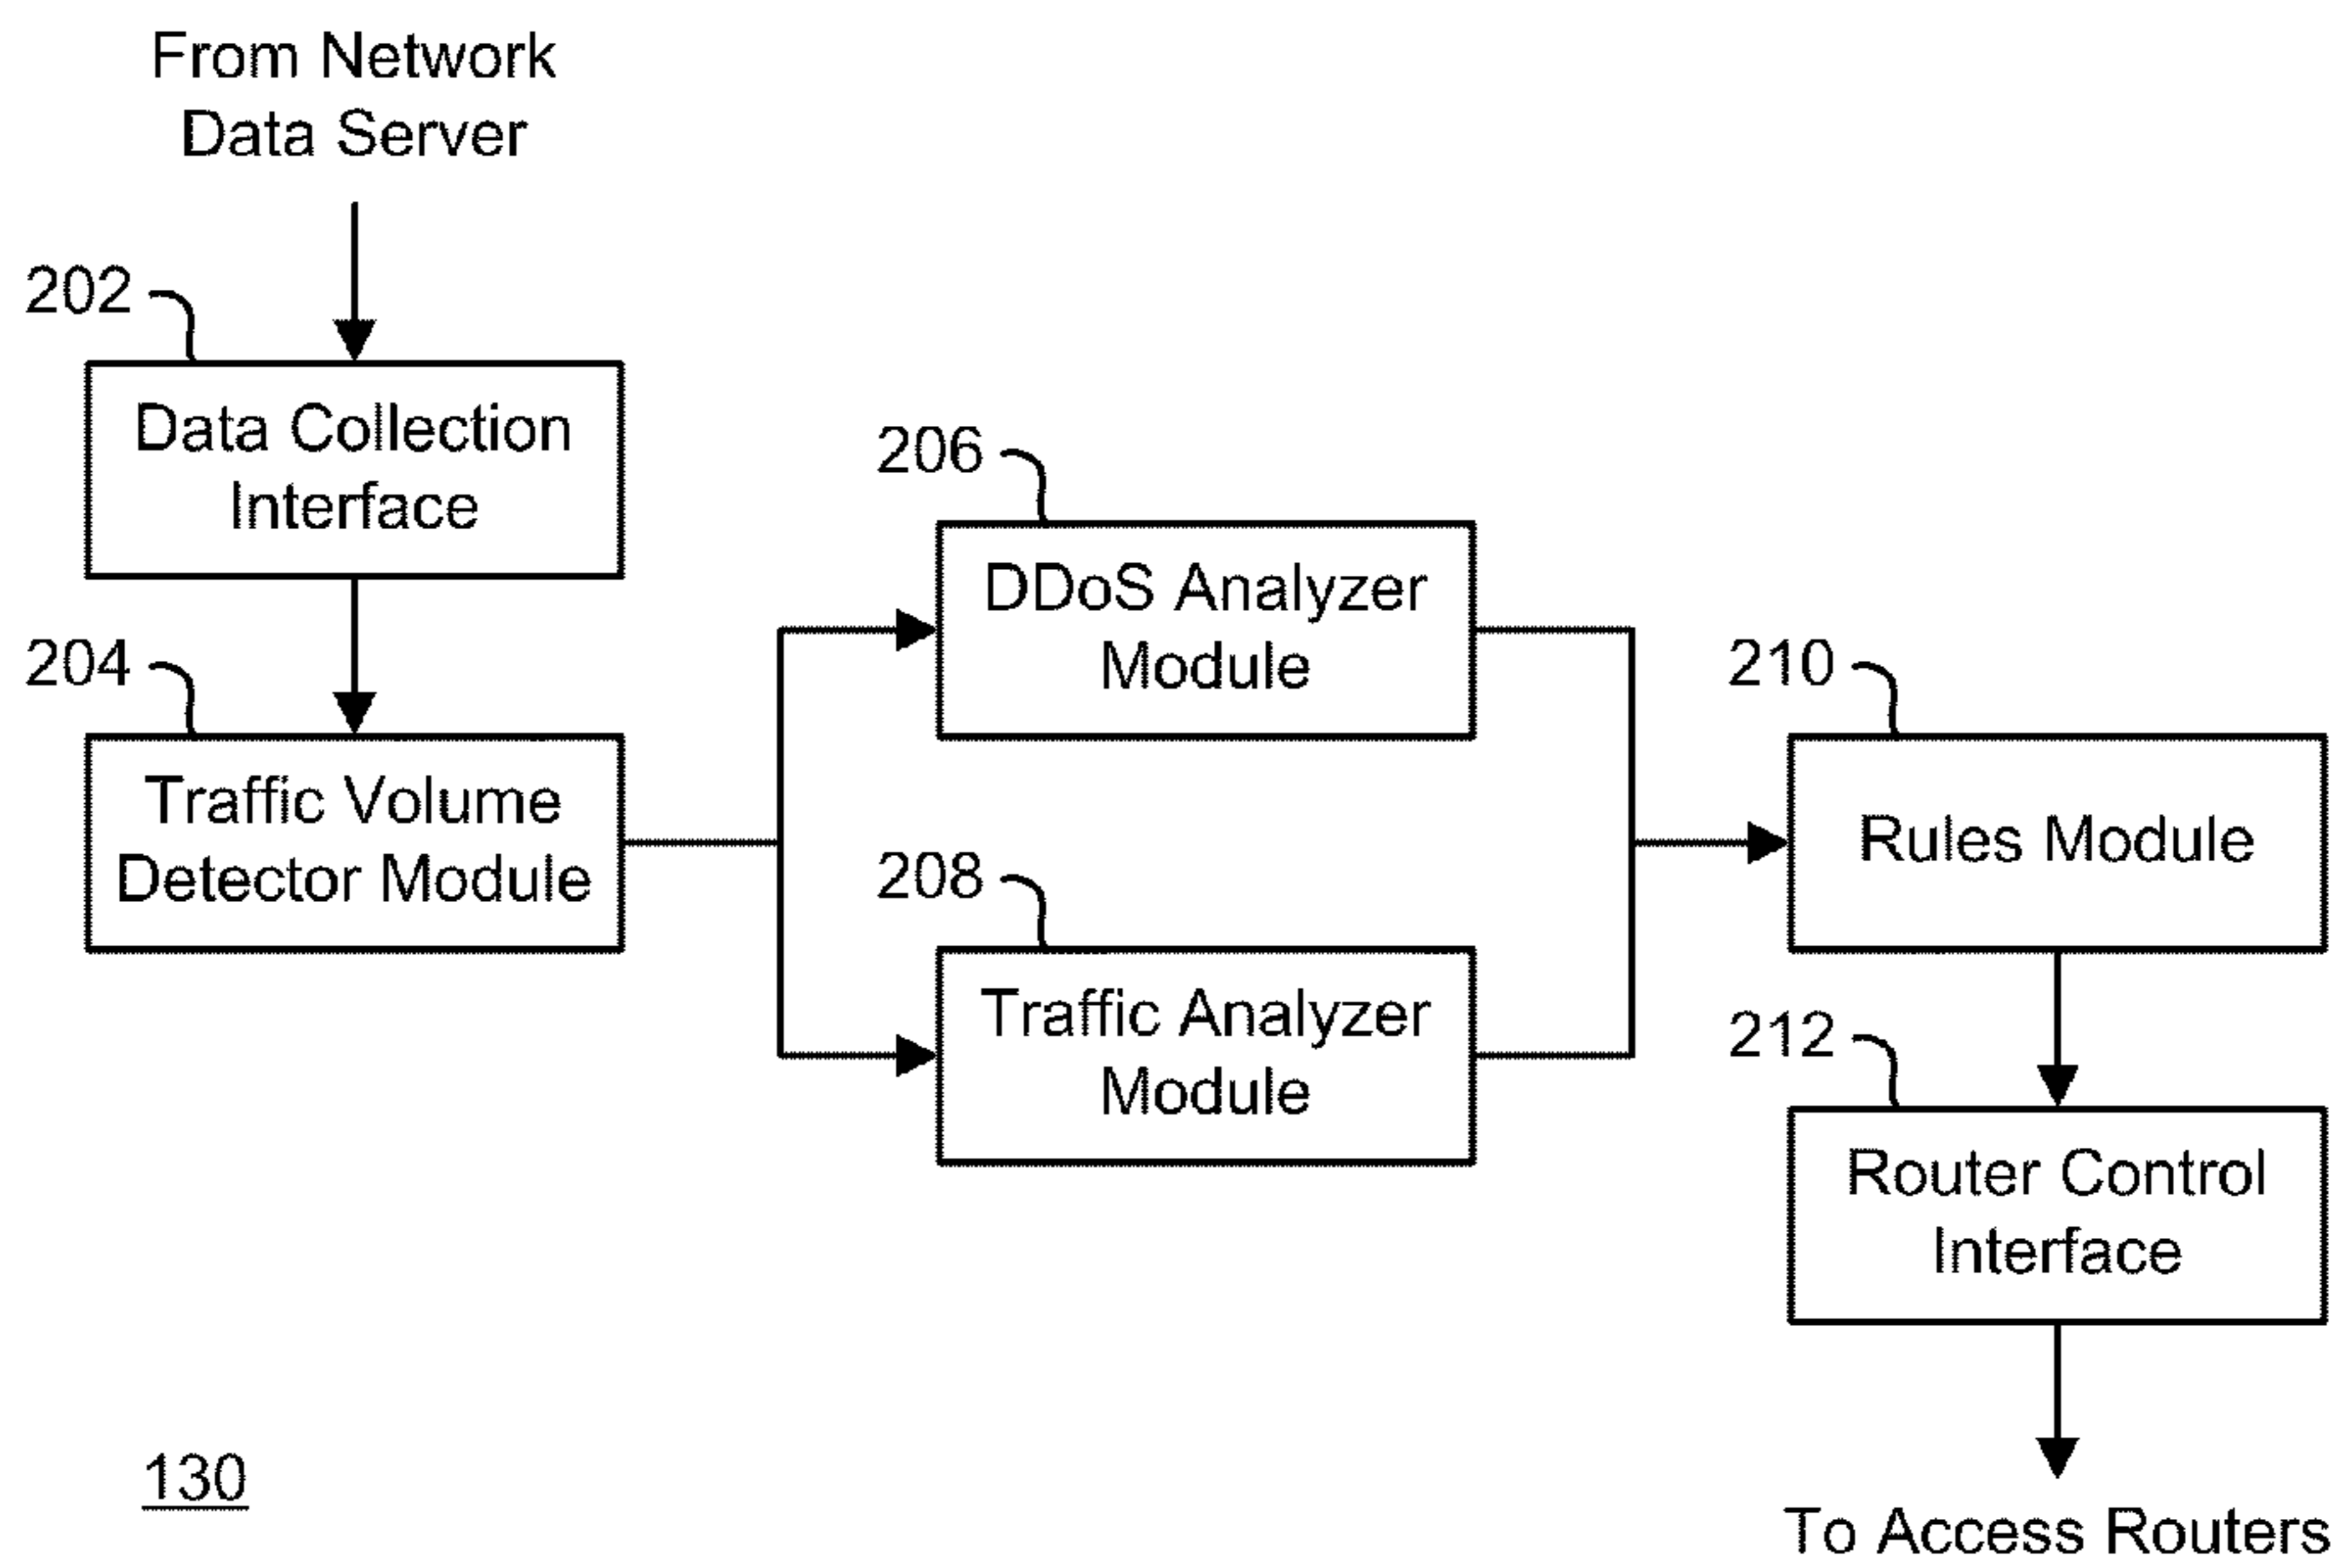 From Network
Data Server
202
Data Collection
Interface
204
Traffic Volume
Detector Module
206
DDoS Analyzer
Module
208
Traffic Analyzer
Module
210
Rules Module
212
Router Control
Interface
To Access Routers
130